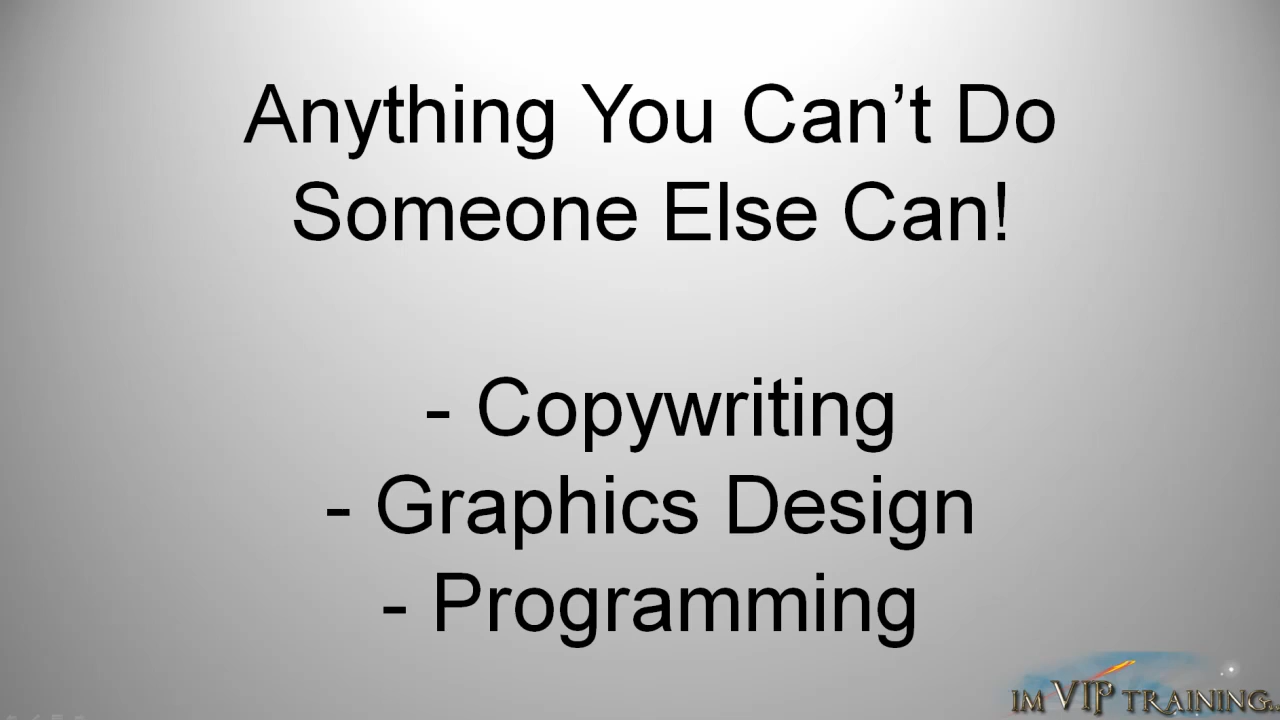 Anything You Can’t Do
Someone Else Can!
- Copywriting
- Graphics Design
- Programming
IM VIP TRAINING..